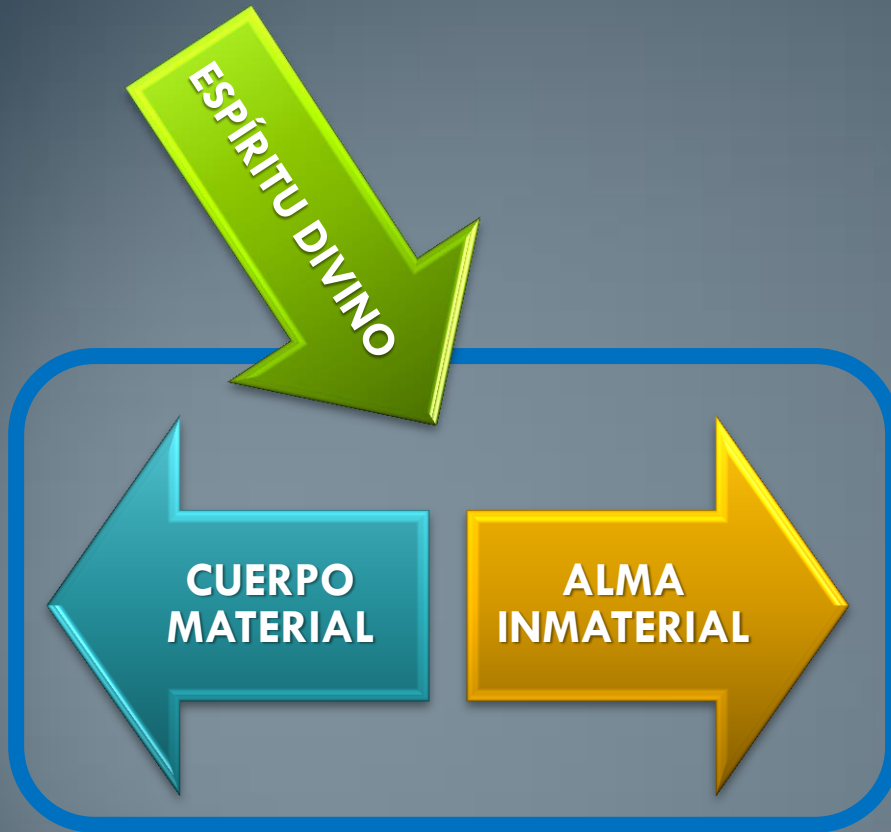 ESPÍRITU DIVINO
CUERPO
MATERIAL
ALMA
INMATERIAL